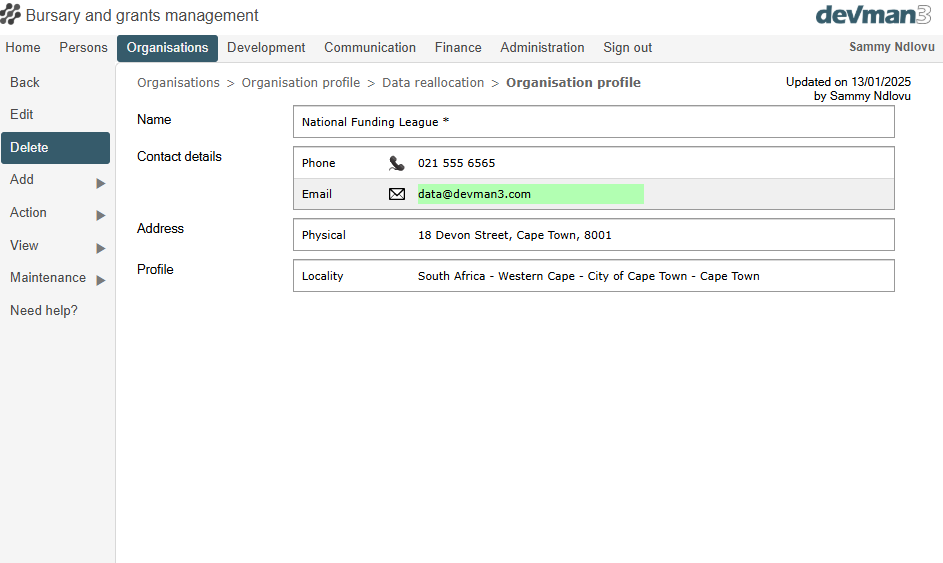 Bursary and grants management
devman3
Home Persons Organisations Development Communication Finance Administration Sign out Sammy Ndlovu
Back
Edit
Delete
Add
Action
View
Maintenance
Need help?
Organisations > Organisation profile > Data reallocation > Organisation profile
Updated on 13/01/2025
by Sammy Ndlovu
Name National Funding League *
Contact details Phone 021 555 6565
Email data@devman3.com
Address Physical 18 Devon Street, Cape Town, 8001
Profile Locality South Africa - Western Cape - City of Cape Town - Cape Town